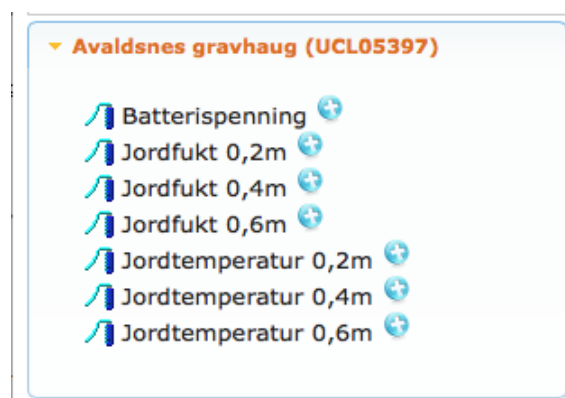 Avaldsnes gravhaug (UCL05397)
Batterispenning
Jordfukt 0,2m
Jordfukt 0,4m
Jordfukt 0,6m
Jordtemperatur 0,2m
Jordtemperatur 0,4m
Jordtemperatur 0,6m